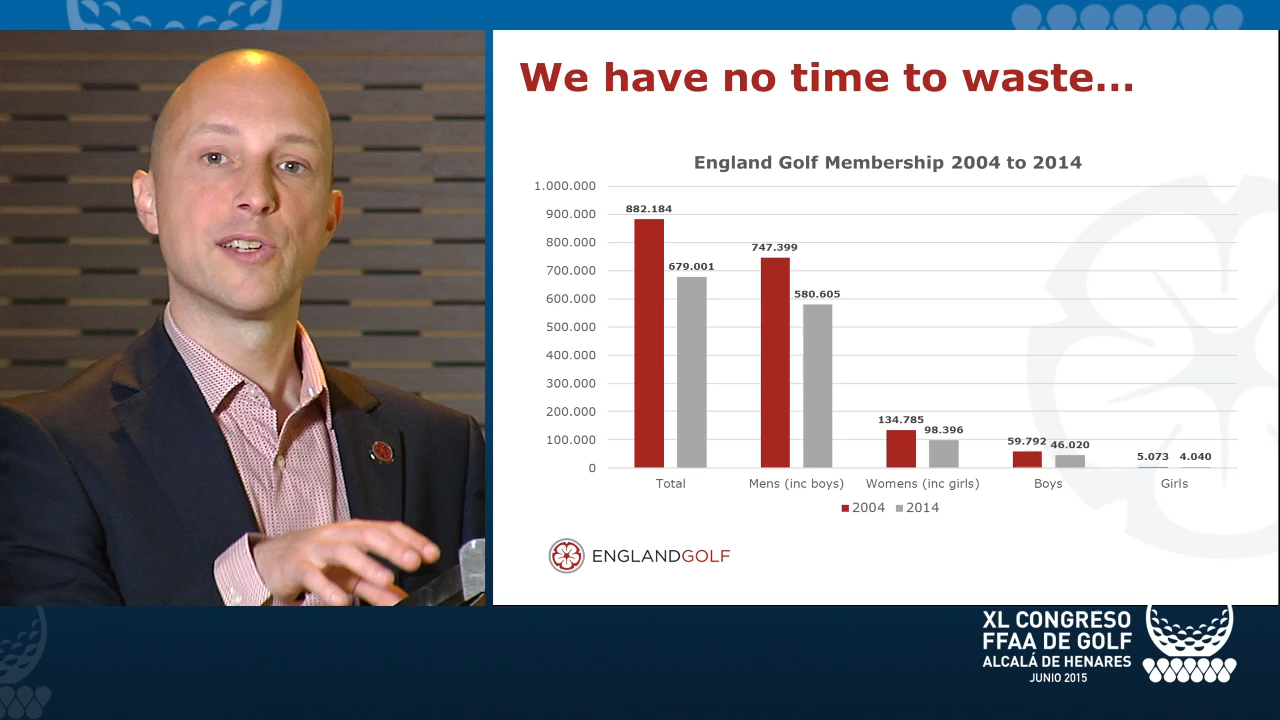 We have no time to waste...
England Golf Membership 2004 to 2014
1.000.000
900.000
800.000
700.000
600.000
500.000
400.000
300.000
200.000
100.000
0
882.184
679.001
747.399
580.605
134.785
98.396
59.792
46.020
5.073
4.040
Total
Mens (inc boys)
Womens (inc girls)
Boys
Girls
2004
2014
ENGLANDGOLF
XL CONGRESO
FFAA DE GOLF
ALCALÁ DE HENARES
JUNIO 2015